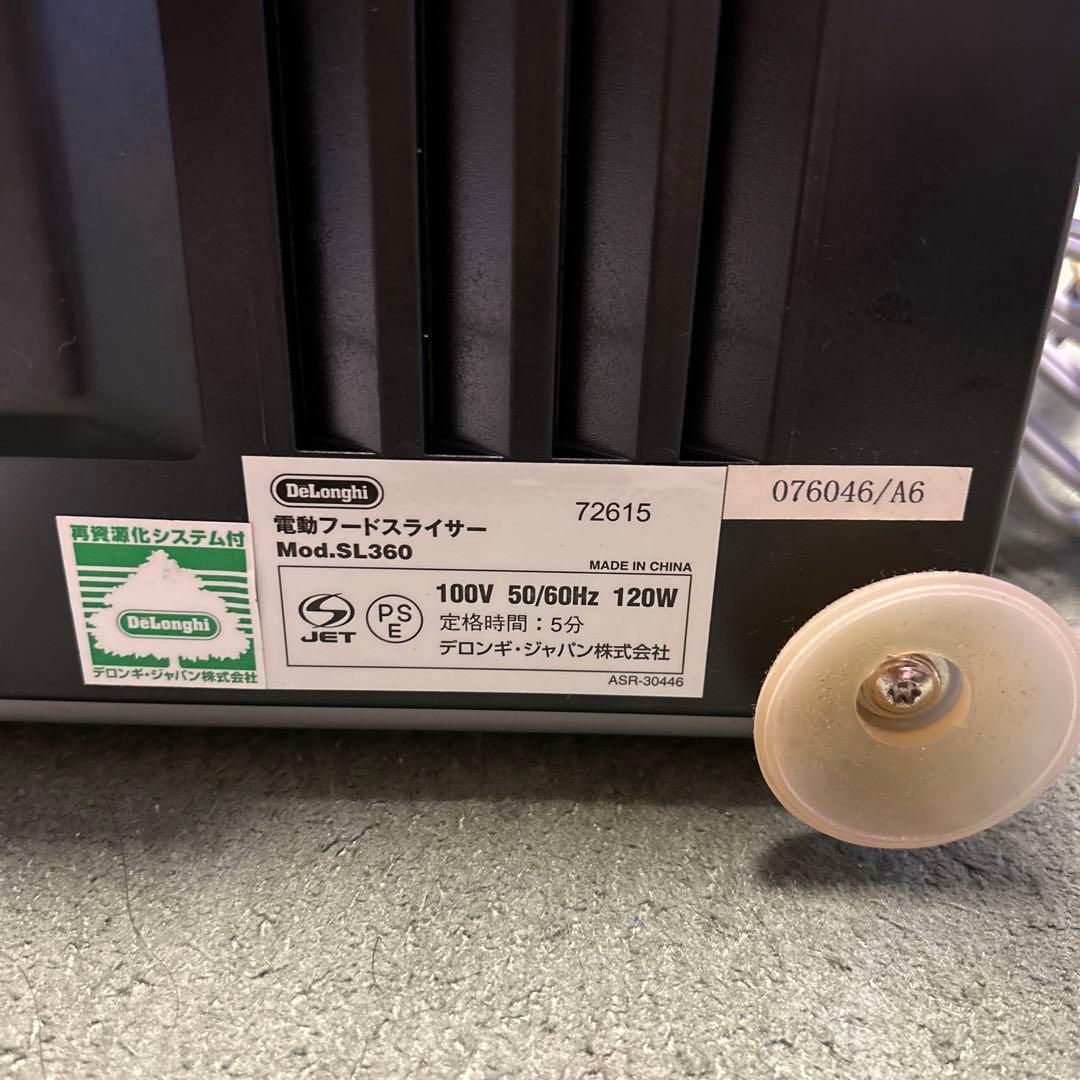 DeLonghi
72615
電動フードスライサー
Mod.SL360
MADE IN CHINA
JET
PS
E
100V 50/60Hz 120W
定格時間：5分
デロンギ・ジャパン株式会社
ASR-30446
076046/A6
再資源化システム付
DeLonghi
デロンギ・ジャパン株式会社